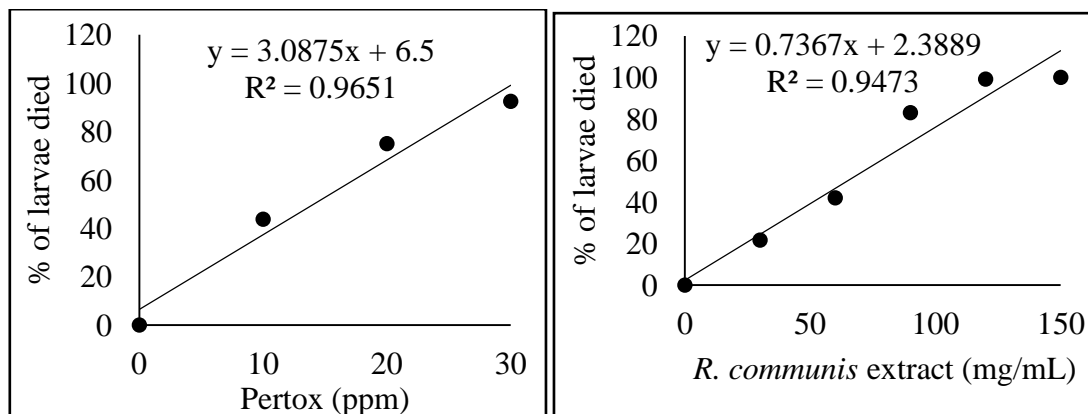 y = 3.0875x + 6.5
R² = 0.9651
% of larvae died
120
100
80
60
40
20
0
0 10 20 30
Pertox (ppm)
y = 0.7367x + 2.3889
R² = 0.9473
% of larvae died
120
100
80
60
40
20
0
0 50 100 150
R. communis extract (mg/mL)